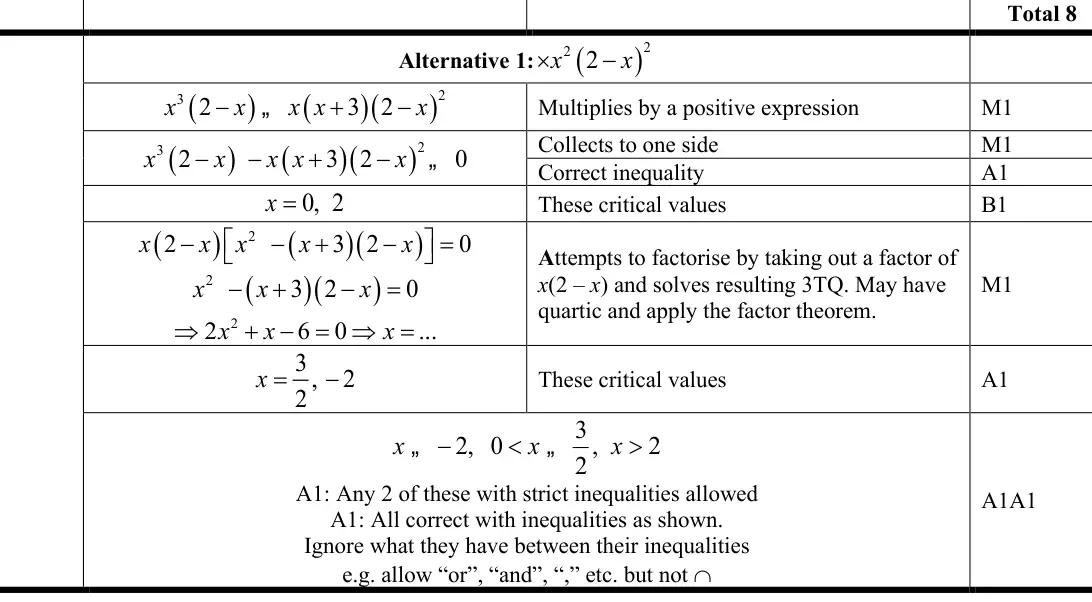 Total 8
Alternative 1: ×x²(2 − x)²
x³(2 − x) „ x(x + 3)(2 − x)²
Multiplies by a positive expression
M1
x³(2 − x) − x(x + 3)(2 − x)² „ 0
Collects to one side
M1
Correct inequality
A1
x = 0, 2
These critical values
B1
x(2 − x)[x² − (x + 3)(2 − x)] = 0
x² − (x + 3)(2 − x) = 0
⇒ 2x² + x − 6 = 0 ⇒ x = ...
Attempts to factorise by taking out a factor of
x(2 – x) and solves resulting 3TQ. May have
quartic and apply the factor theorem.
M1
x = 3/2, −2
These critical values
A1
x „ −2, 0 < x „ 3/2, x > 2
A1: Any 2 of these with strict inequalities allowed
A1: All correct with inequalities as shown.
Ignore what they have between their inequalities
e.g. allow “or”, “and”, “,” etc. but not ∩
A1A1